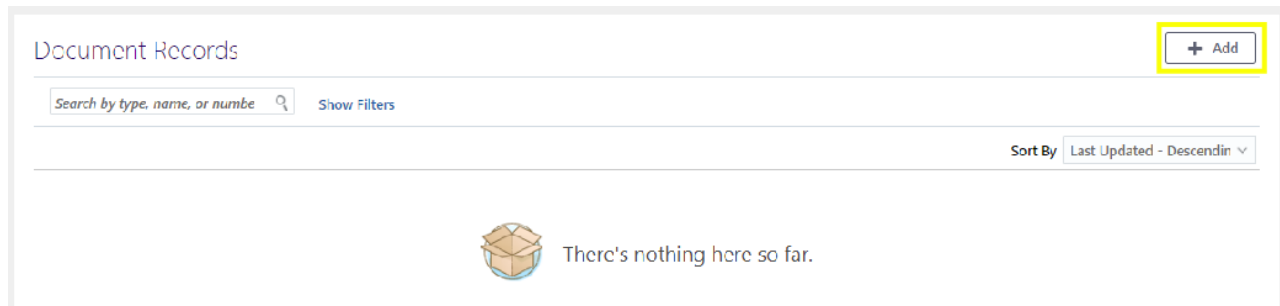 Document Records
+ Add
Search by type, name, or numbe
Show Filters
Sort By Last Updated - Descendin
There's nothing here so far.